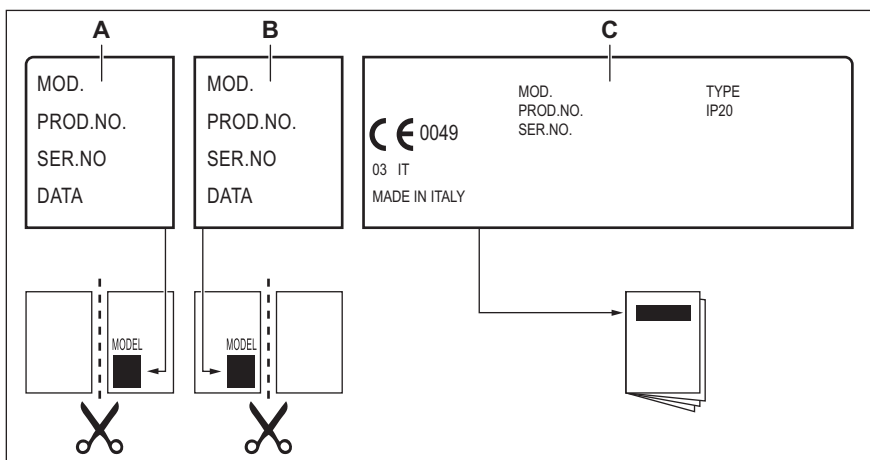 A
B
C
MOD.
PROD.NO.
SER.NO
DATA
MOD.
PROD.NO.
SER.NO
DATA
MOD.
PROD.NO.
SER.NO.
TYPE
IP20
CE 0049
03 IT
MADE IN ITALY
MODEL
MODEL